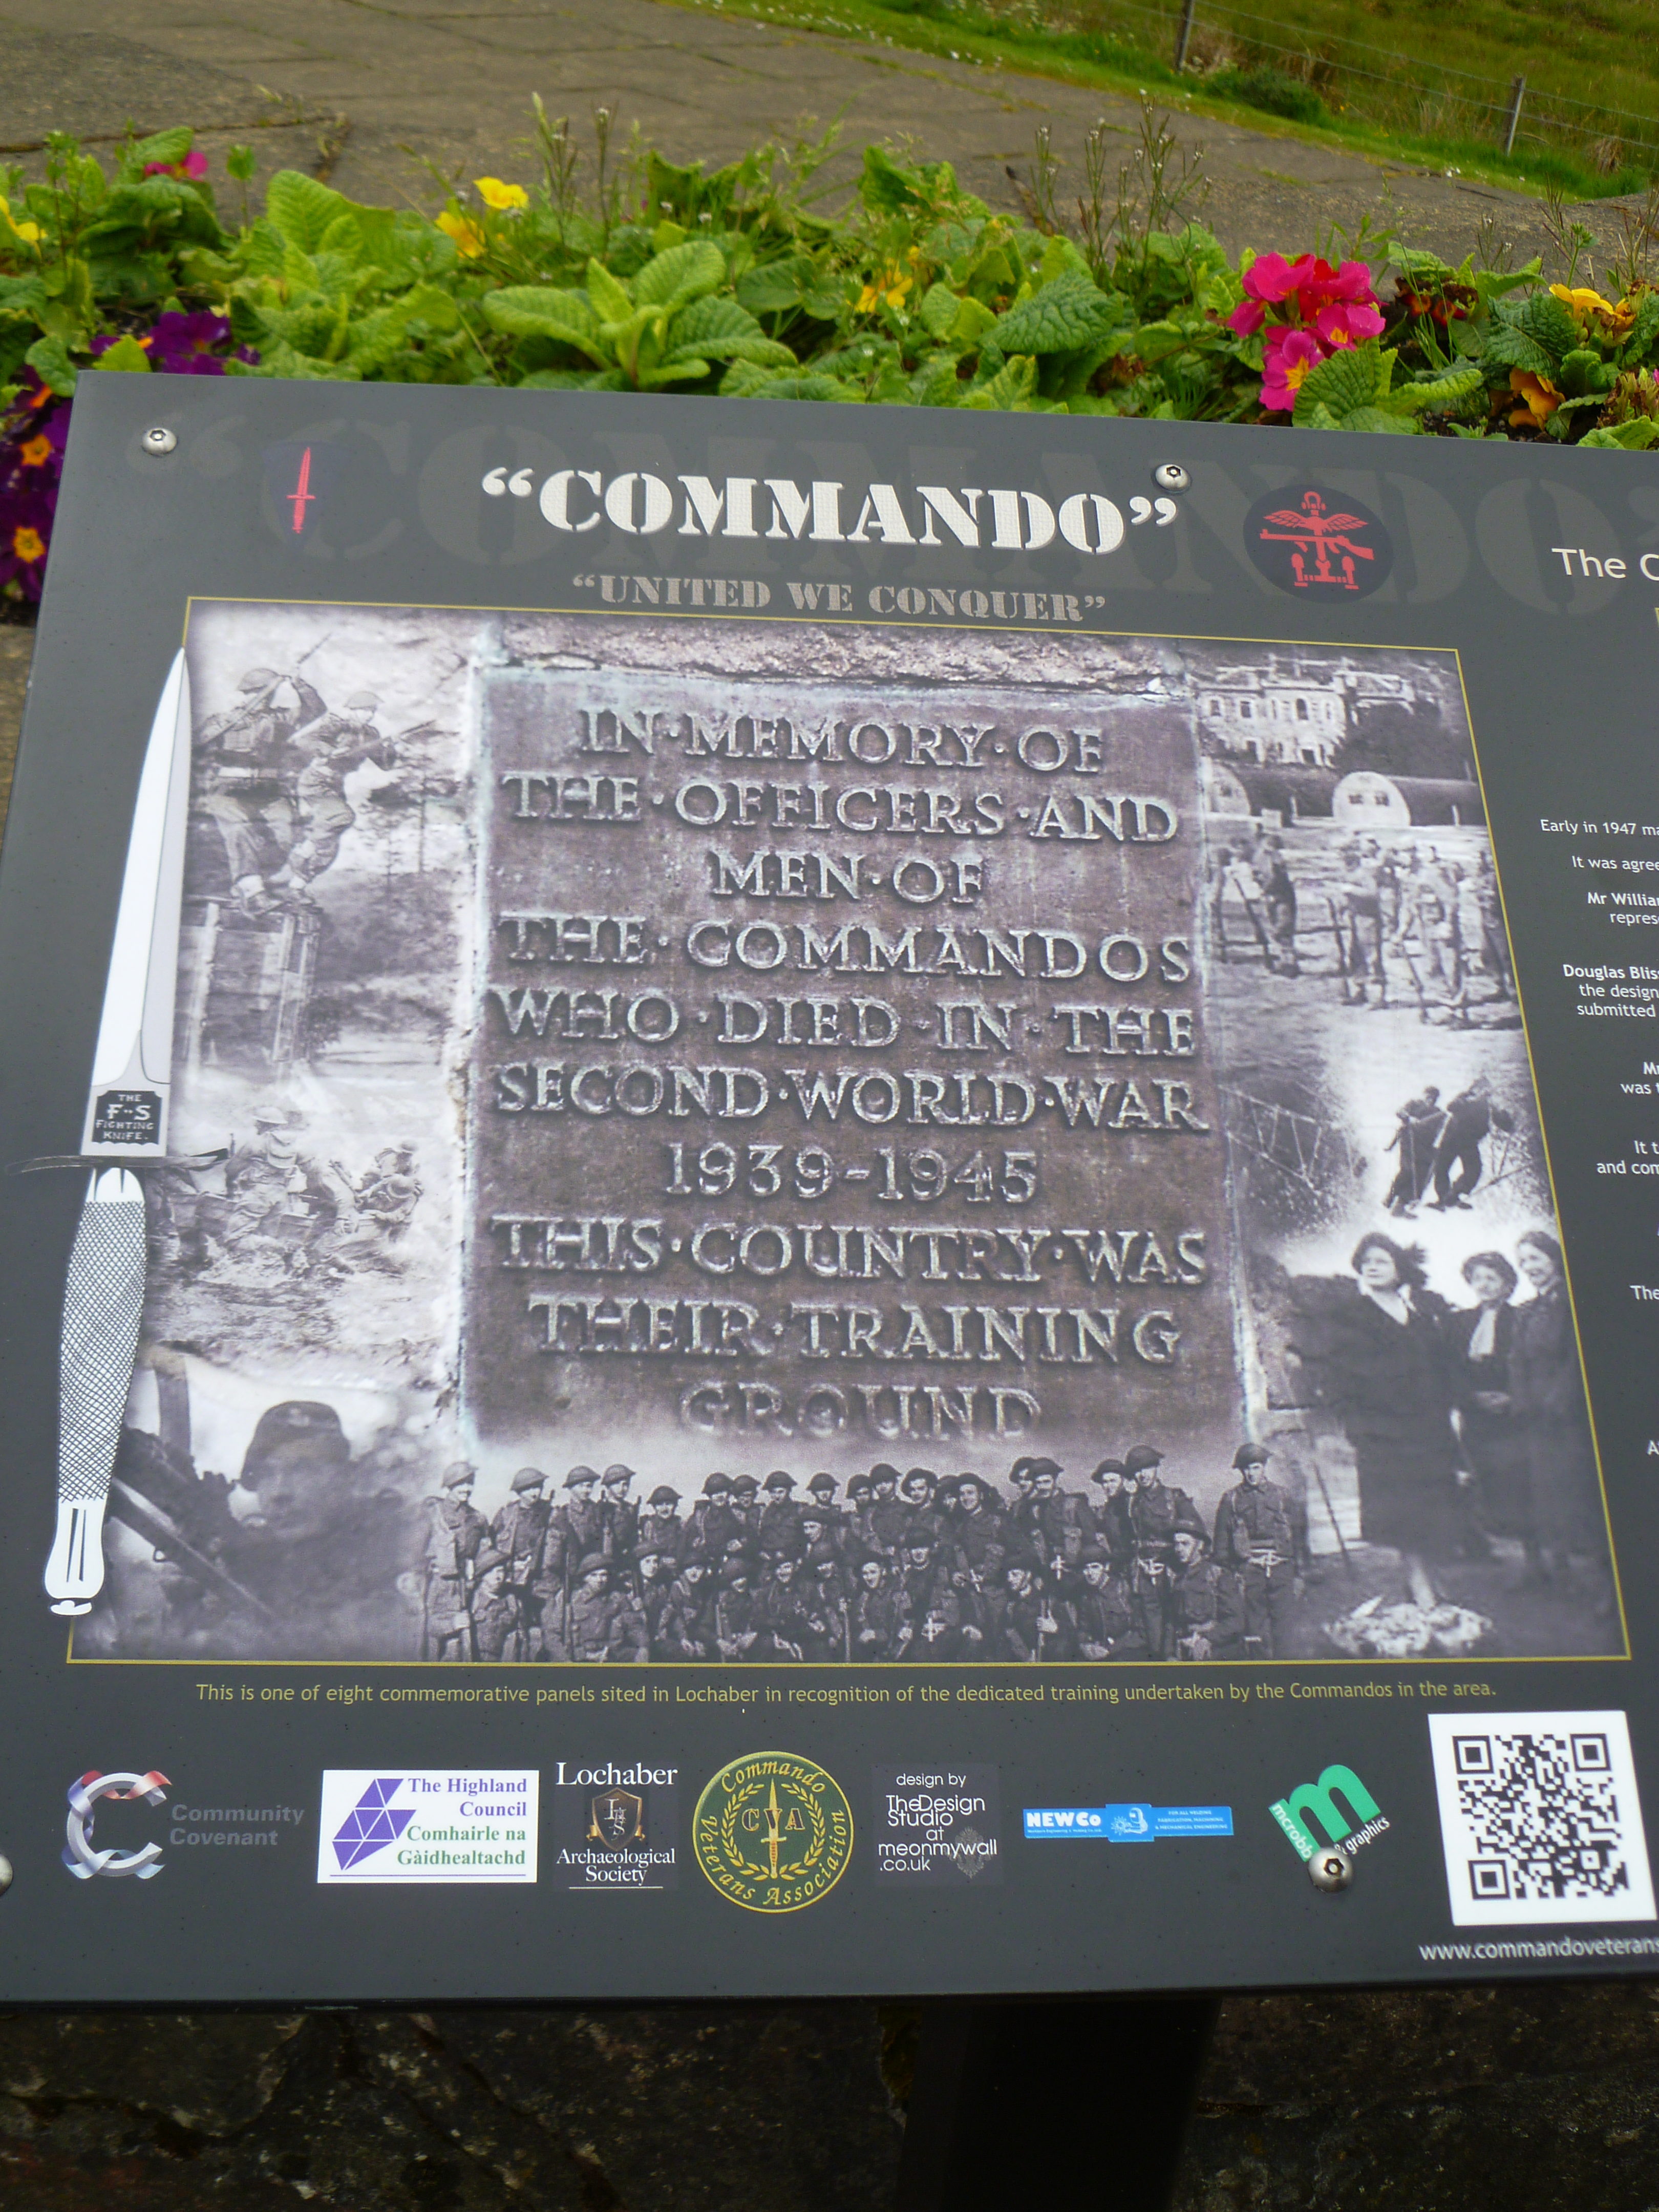 “COMMANDO”
“UNITED WE CONQUER”
IN·MEMORY·OF
THE·OFFICERS·AND
MEN·OF
THE·COMMANDOS
WHO·DIED·IN·THE
SECOND·WORLD·WAR
1939-1945
THIS·COUNTRY·WAS
THEIR·TRAINING
GROUND
THE
F-S
FIGHTING
KNIFE.
The
Early in 1947
It was
Mr
Douglas
the design
submitted
was
It
and
The
This is one of eight commemorative panels sited in Lochaber in recognition of the dedicated training undertaken by the Commandos in the area.
Community
Covenant
The Highland
Council
Comhairle na
Gàidhealtachd
Lochaber
LAS
Archaeological
Society
Commando
CVA
Veterans Association
design by
TheDesign
Studio
at
meonmywall
.co.uk
NEWCo
m
mcrobb
graphics
www.commandoveterans